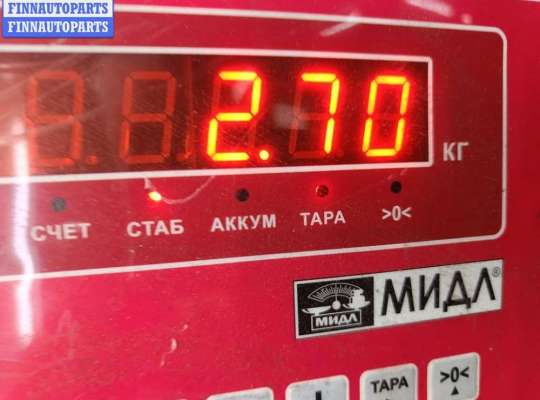 FINNAUTOPARTS
FINNAUTOPARTS
2.70 КГ
СЧЕТ СТАБ АККУМ ТАРА >0<
МИДЛ МИДЛ®
ТАРА >0<